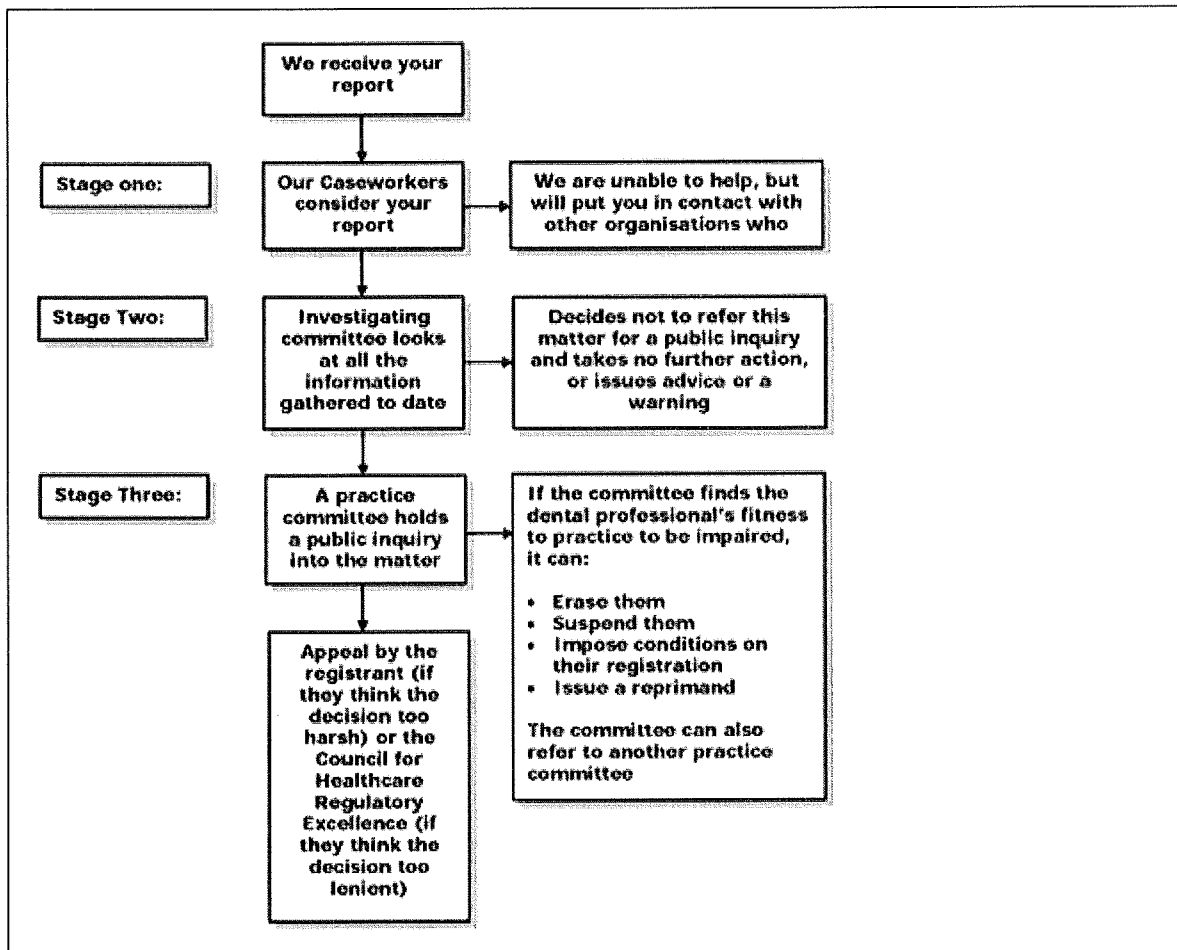 We receive your
report
Stage one:
Our Caseworkers
consider your
report
We are unable to help, but
will put you in contact with
other organisations who
Stage Two:
Investigating
committee looks
at all the
information
gathered to date
Decides not to refer this
matter for a public inquiry
and takes no further action,
or issues advice or a
warning
Stage Three:
A practice
committee holds
a public inquiry
into the matter
If the committee finds the
dental professional's fitness
to practice to be impaired,
it can:
• Erase them
• Suspend them
• Impose conditions on
their registration
• Issue a reprimand
The committee can also
refer to another practice
committee
Appeal by the
registrant (if
they think the
decision too
harsh) or the
Council for
Healthcare
Regulatory
Excellence (if
they think the
decision too
lenient)